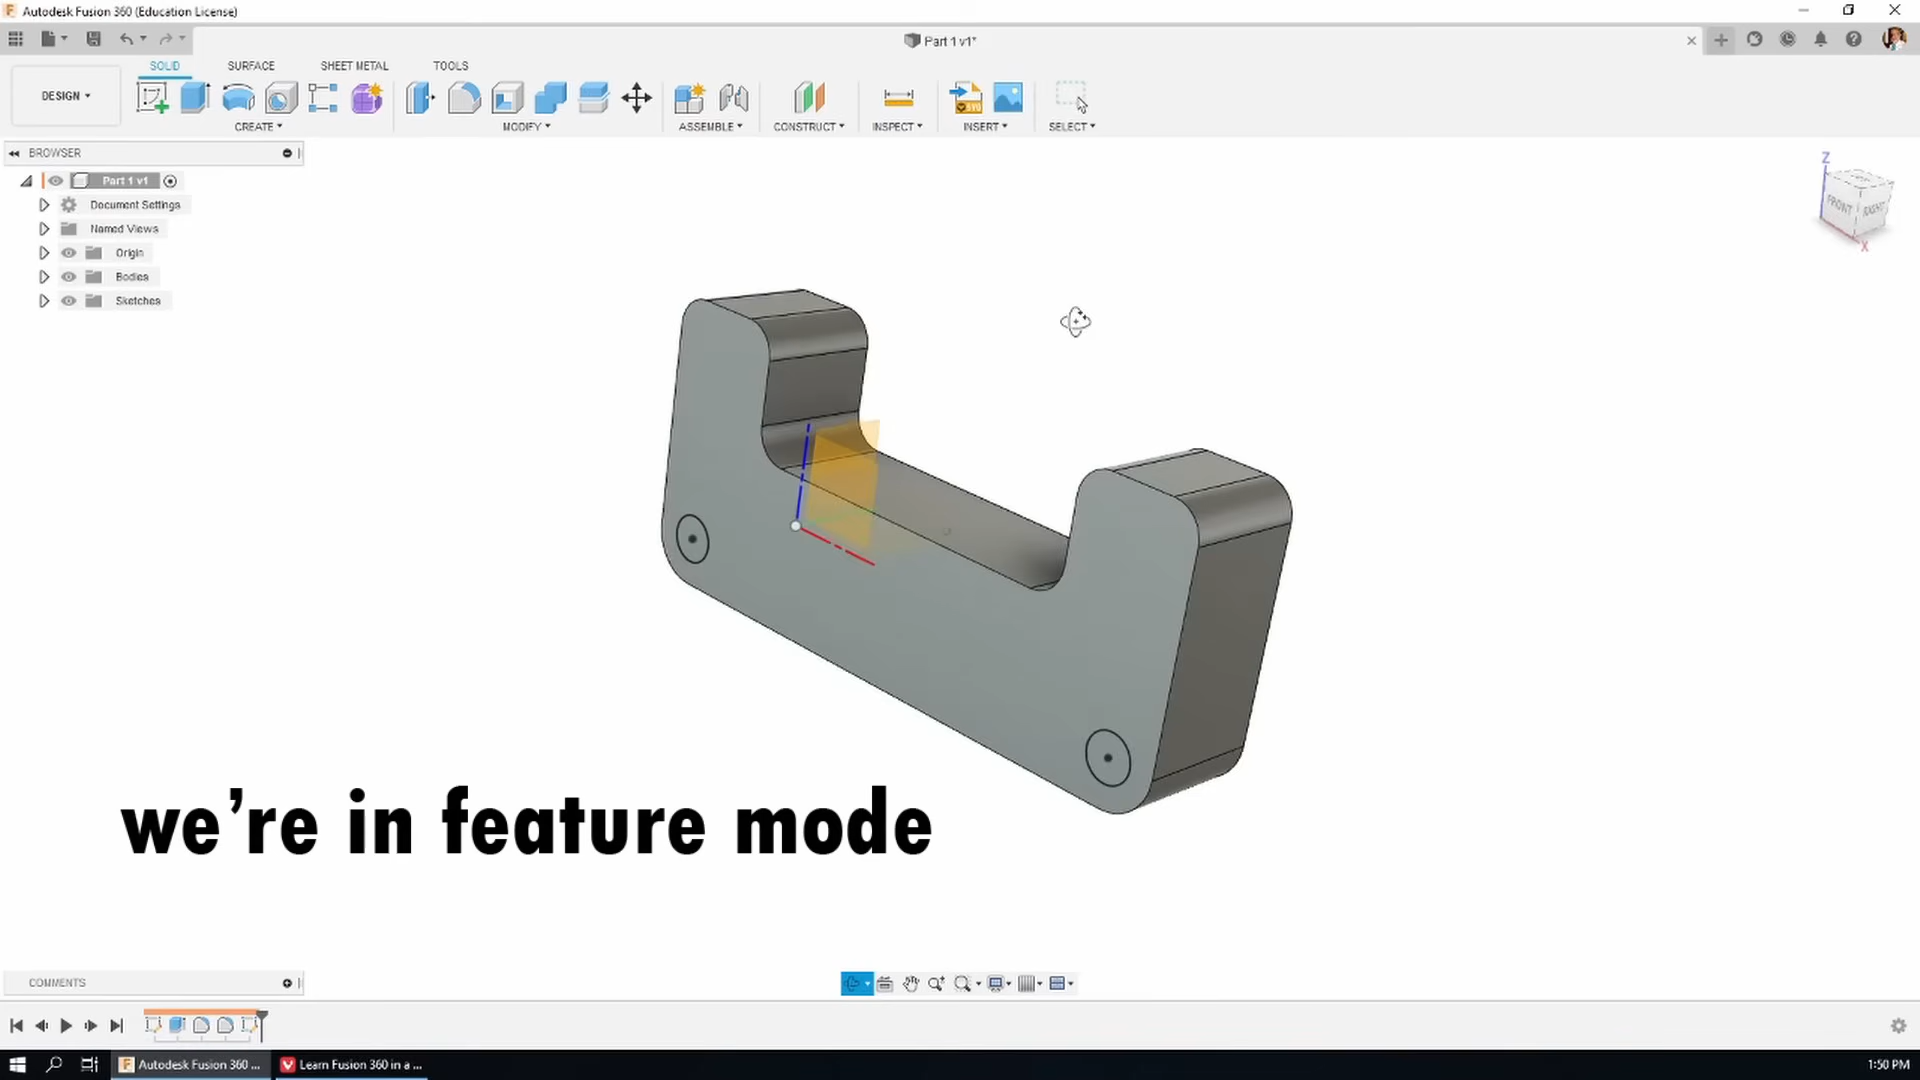 Autodesk Fusion 360 (Education License)
Part 1 v1*
DESIGN
SOLID
SURFACE
SHEET METAL
TOOLS
CREATE
MODIFY
ASSEMBLE
CONSTRUCT
INSPECT
INSERT
SELECT
BROWSER
Part 1 v1
Document Settings
Named Views
Origin
Bodies
Sketches
Z
FRONT
RIGHT
X
we're in feature mode
COMMENTS
Autodesk Fusion 360 ...
Learn Fusion 360 in a ...
1:50 PM